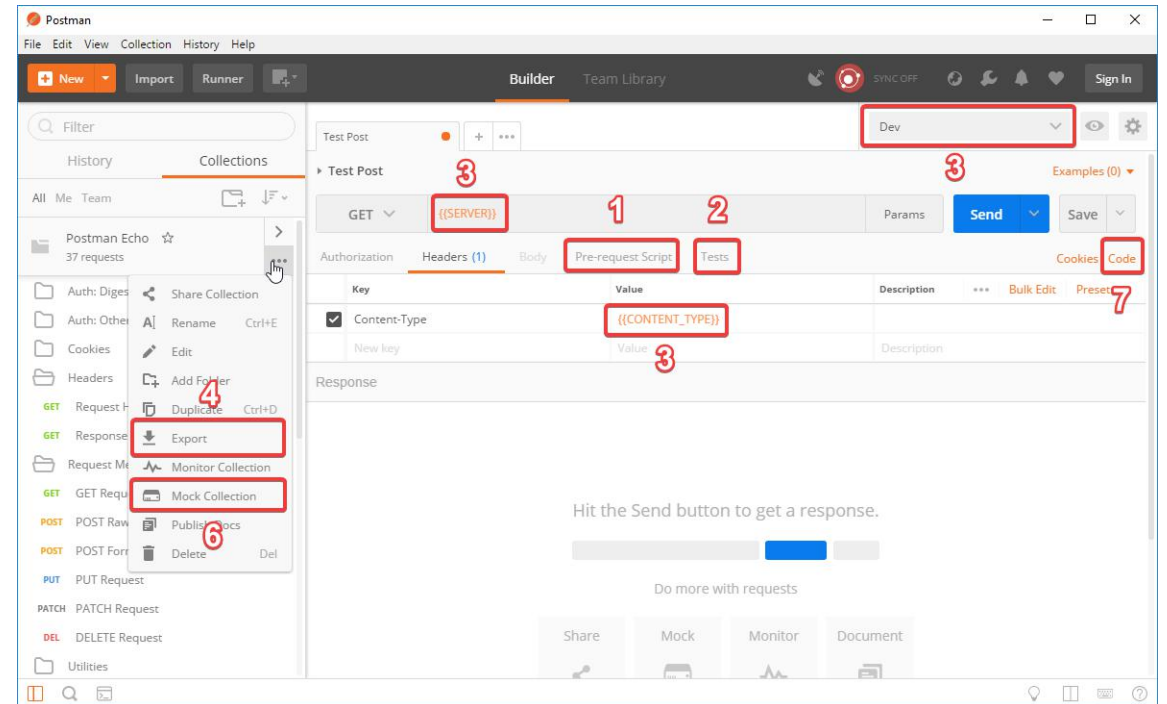 Postman
File Edit View Collection History Help
New Import Runner Builder Team Library SYNC OFF Sign In
Filter
History Collections
All Me Team
Postman Echo
37 requests
Auth: Diges
Auth: Other
Cookies
Headers
GET Request H
GET Response
Request Me
GET GET Requ
POST POST Raw
POST POST For
PUT PUT Request
PATCH PATCH Request
DEL DELETE Request
Utilities
Share Collection
Rename Ctrl+E
Edit
Add Folder
4
Duplicate Ctrl+D
Export
Monitor Collection
Mock Collection
Publish Docs
6
Delete Del
Test Post + Dev
Test Post 3 3 Examples (0)
GET {{SERVER}} 1 2 Params Send Save
Authorization Headers (1) Body Pre-request Script Tests Cookies Code
Key Value Description Bulk Edit Presets 7
Content-Type {{CONTENT_TYPE}}
New key Value 3 Description
Response
Hit the Send button to get a response.
Do more with requests
Share Mock Monitor Document